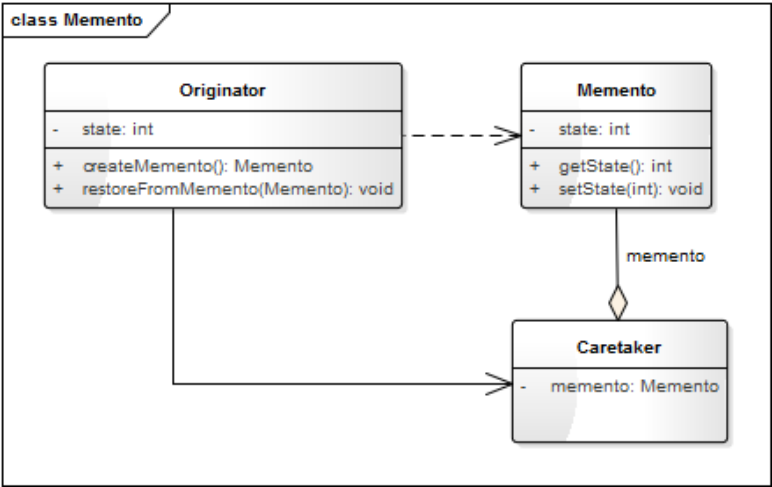 class Memento
Originator
- state: int
+ createMemento(): Memento
+ restoreFromMemento(Memento): void
Memento
- state: int
+ getState(): int
+ setState(int): void
memento
Caretaker
- memento: Memento